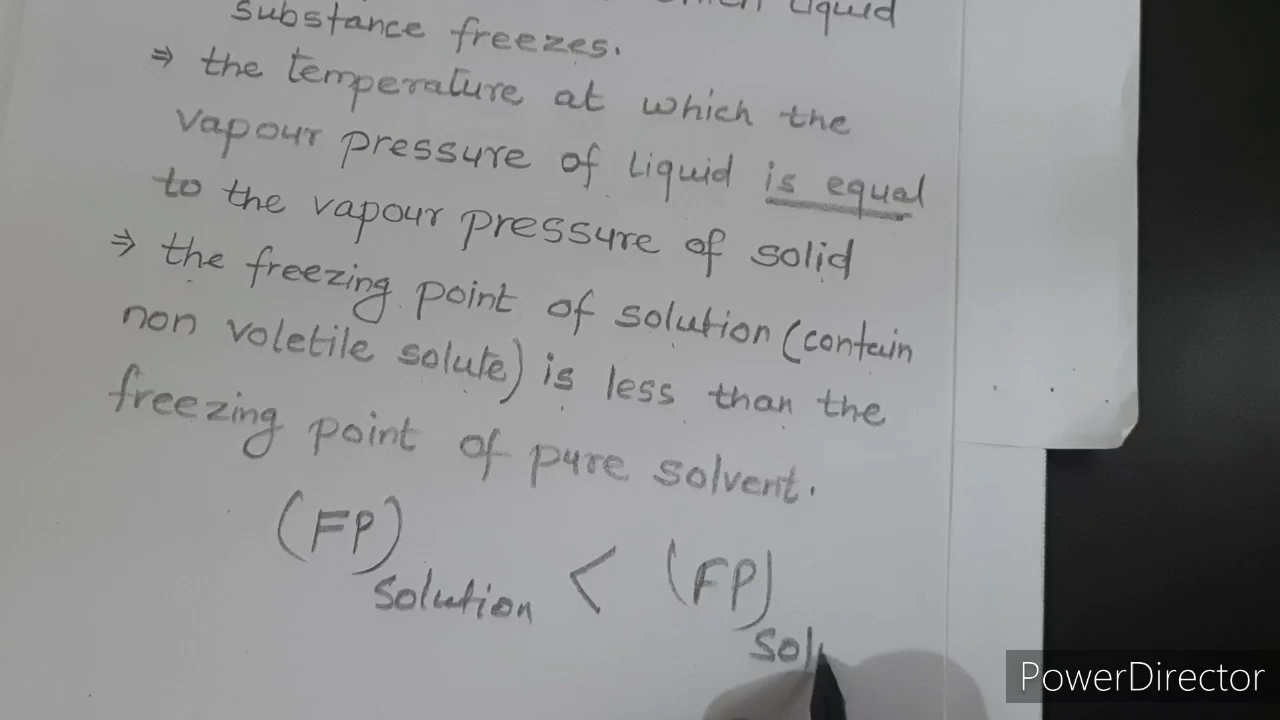 Liquid
substance freezes.
⇒ the temperature at which the
vapour pressure of liquid is equal
to the vapour pressure of solid
⇒ the freezing point of solution (contain
non voletile solute) is less than the
freezing point of pure solvent.
(FP)solution < (FP)sol
PowerDirector